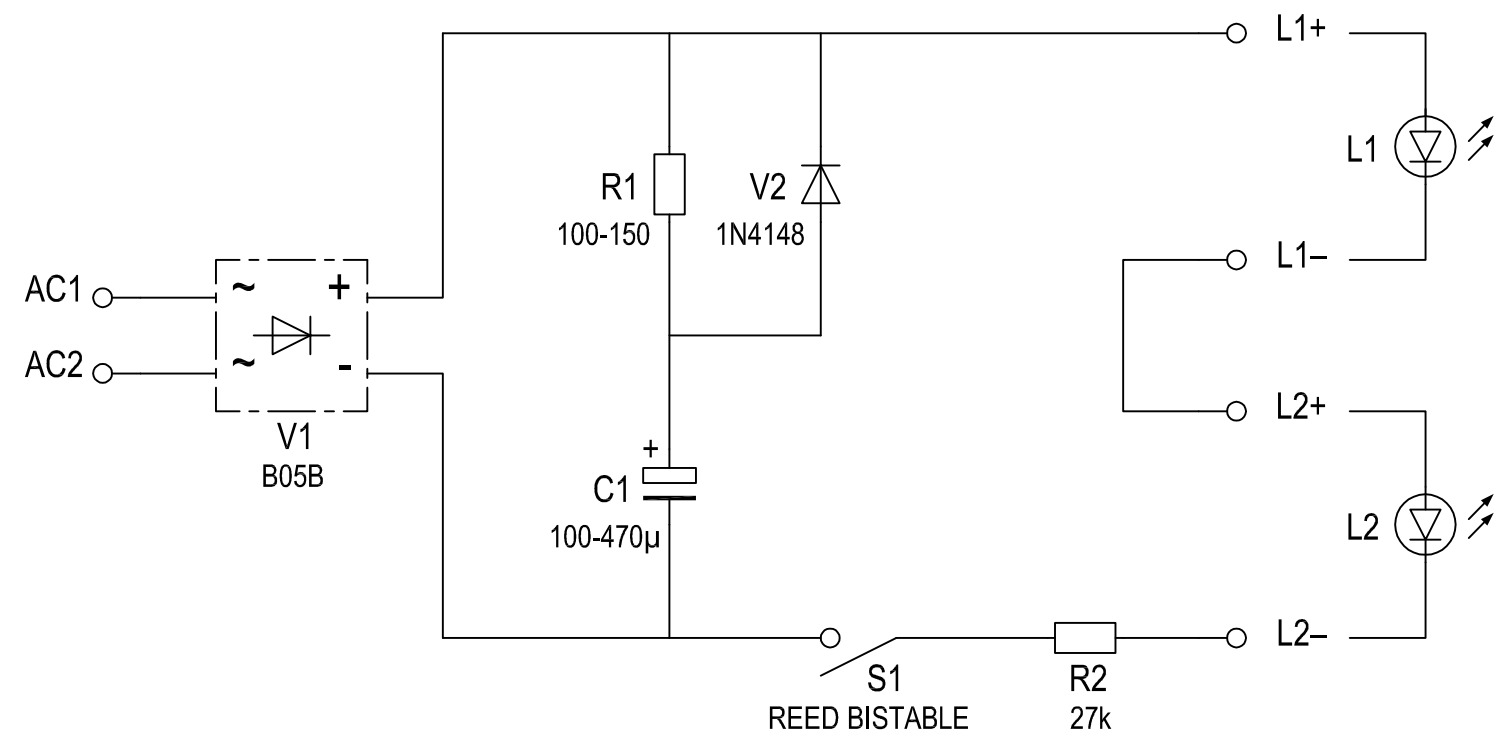 L1+
L1
R1
100-150
V2
1N4148
L1–
AC1
~ +
AC2
~ -
V1
B05B
L2+
+
C1
100-470µ
L2
L2–
S1
REED BISTABLE
R2
27k